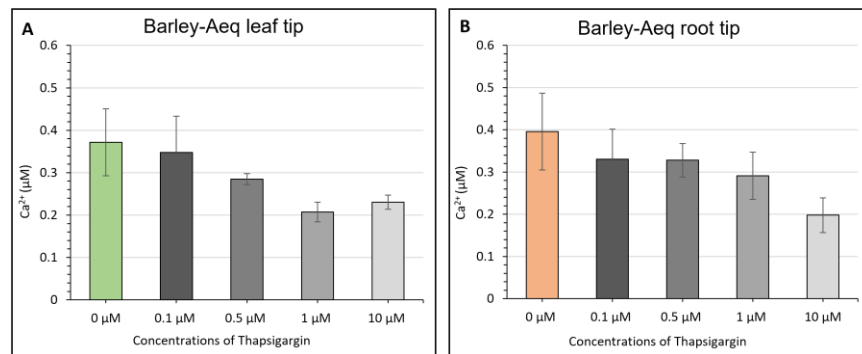 A
Barley-Aeq leaf tip
0.6
0.5
0.4
0.3
0.2
0.1
0
Ca²⁺ (µM)
0 µM 0.1 µM 0.5 µM 1 µM 10 µM
Concentrations of Thapsigargin
B
Barley-Aeq root tip
0.6
0.5
0.4
0.3
0.2
0.1
0
Ca²⁺ (µM)
0 µM 0.1 µM 0.5 µM 1 µM 10 µM
Concentrations of Thapsigargin